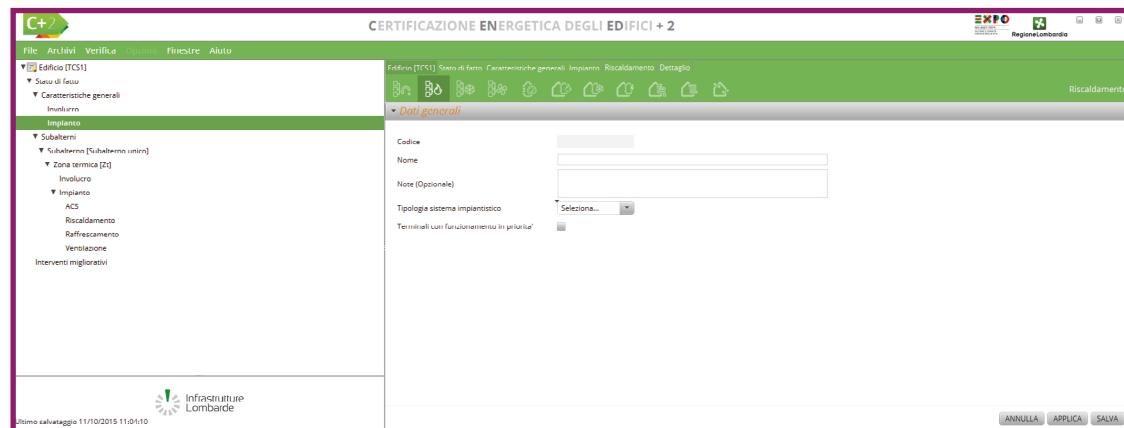 C+2
CERTIFICAZIONE ENERGETICA DEGLI EDIFICI + 2
EXPO
RegioneLombardia
File Archivi Verifica Opzioni Finestre Aiuto
Edificio [TCS1]
Stato di fatto
Caratteristiche generali
Involucro
Impianto
Subalterni
Subalterno [Subalterno unico]
Zona termica [Zt]
Involucro
Impianto
ACS
Riscaldamento
Raffrescamento
Ventilazione
Interventi migliorativi
Edificio [TCS1] Stato di fatto Caratteristiche generali Impianto Riscaldamento Dettaglio
Riscaldamento
Dati generali
Codice
Nome
Note (Opzionale)
Tipologia sistema impiantistico Seleziona...
Terminali con funzionamento in priorita'
Infrastrutture
Lombarde
Ultimo salvataggio 11/10/2015 11:04:10
ANNULLA APPLICA SALVA